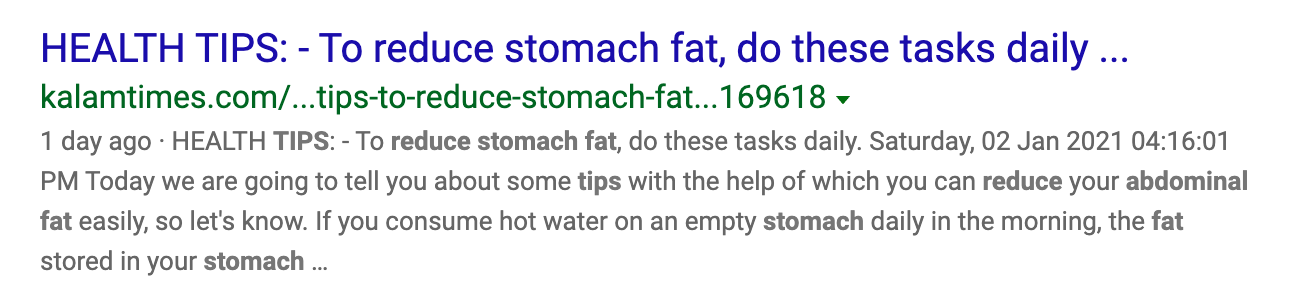 HEALTH TIPS: - To reduce stomach fat, do these tasks daily ...
kalamtimes.com/...tips-to-reduce-stomach-fat...169618
1 day ago · HEALTH TIPS: - To reduce stomach fat, do these tasks daily. Saturday, 02 Jan 2021 04:16:01
PM Today we are going to tell you about some tips with the help of which you can reduce your abdominal
fat easily, so let's know. If you consume hot water on an empty stomach daily in the morning, the fat
stored in your stomach ...